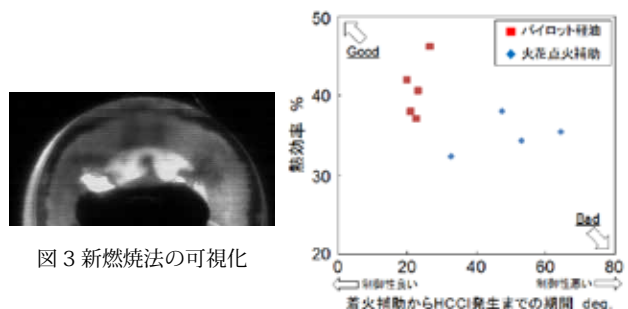 図3 新燃焼法の可視化
50
40
30
20
熱効率 %
Good
パイロット軽油
火花点火補助
Bad
0
20
40
60
80
制御性良い
制御性悪い
着火補助からHCCI発生までの期間 deg.